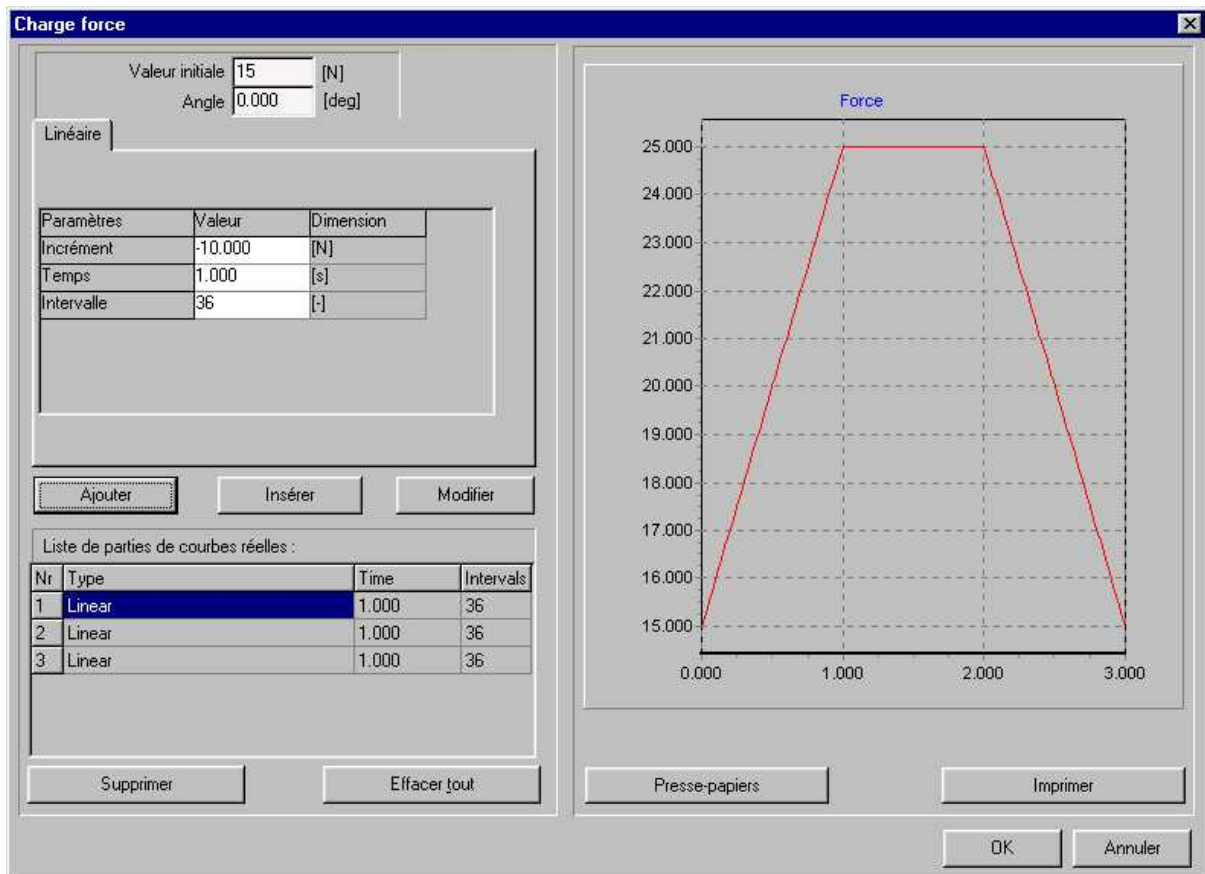 Charge force
Valeur initiale 15 [N]
Angle 0.000 [deg]
Linéaire
Paramètres Valeur Dimension
Incrément -10.000 [N]
Temps 1.000 [s]
Intervalle 36 [-]
Ajouter Insérer Modifier
Liste de parties de courbes réelles :
Nr Type Time Intervals
1 Linear 1.000 36
2 Linear 1.000 36
3 Linear 1.000 36
Supprimer Effacer tout
Force
25.000
24.000
23.000
22.000
21.000
20.000
19.000
18.000
17.000
16.000
15.000
0.000 1.000 2.000 3.000
Presse-papiers Imprimer
OK Annuler